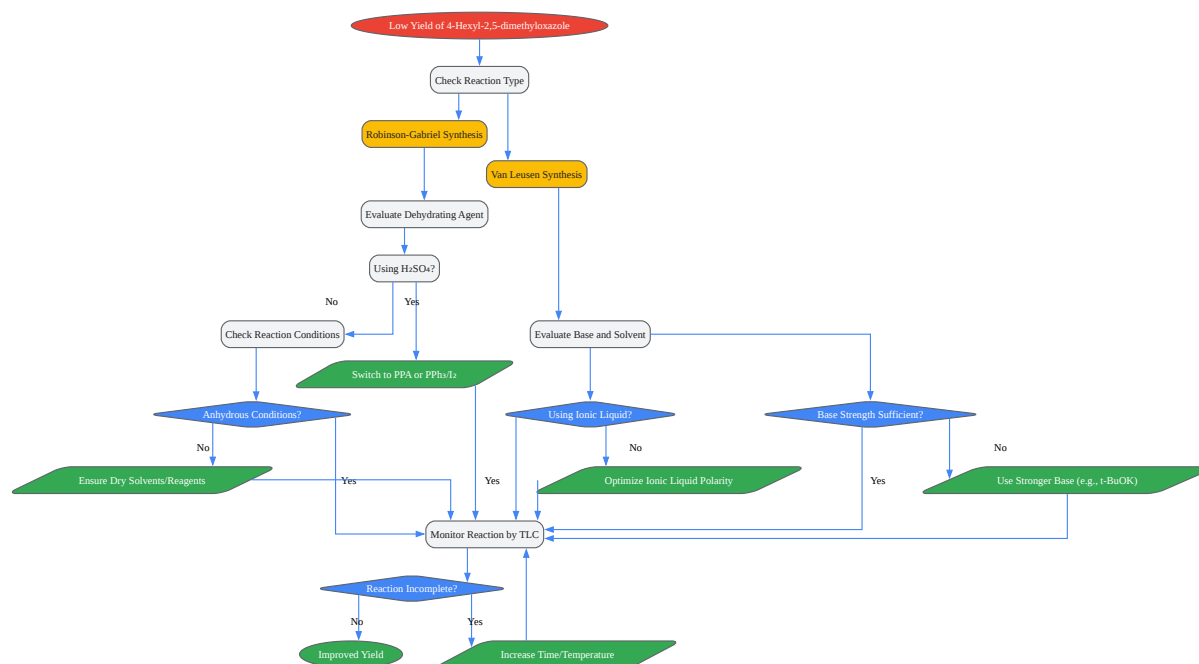 Low Yield of 4-Hexyl-2,5-dimethyloxazole
Check Reaction Type
Robinson-Gabriel Synthesis
Van Leusen Synthesis
Evaluate Dehydrating Agent
Using H₂SO₄?
No
Yes
Check Reaction Conditions
Evaluate Base and Solvent
Switch to PPA or PPh₃/I₂
Anhydrous Conditions?
Using Ionic Liquid?
Base Strength Sufficient?
No
No
No
Ensure Dry Solvents/Reagents
Yes
Yes
Optimize Ionic Liquid Polarity
Yes
Use Stronger Base (e.g., t-BuOK)
Monitor Reaction by TLC
Reaction Incomplete?
No
Yes
Improved Yield
Increase Time/Temperature